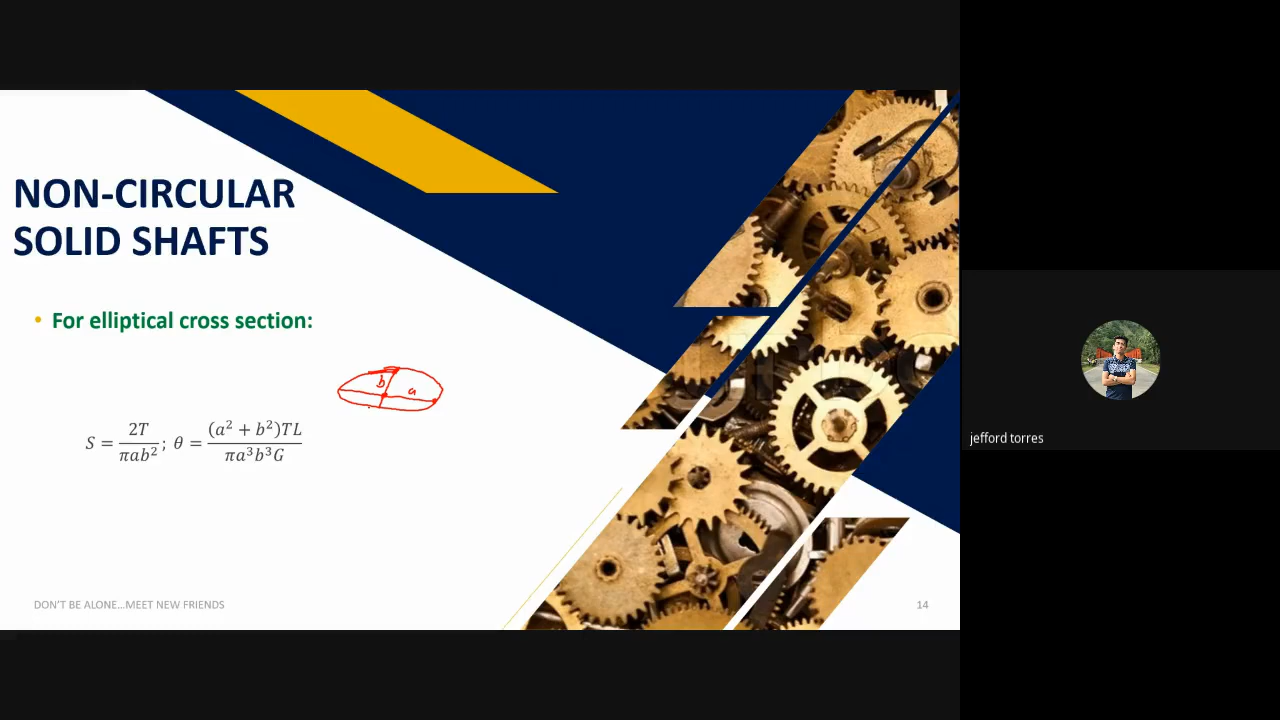 NON-CIRCULAR
SOLID SHAFTS
• For elliptical cross section:
b
a
S = 2T/πab²; θ = (a² + b²)TL/πa³b³G
jefford torres
DON'T BE ALONE...MEET NEW FRIENDS
14